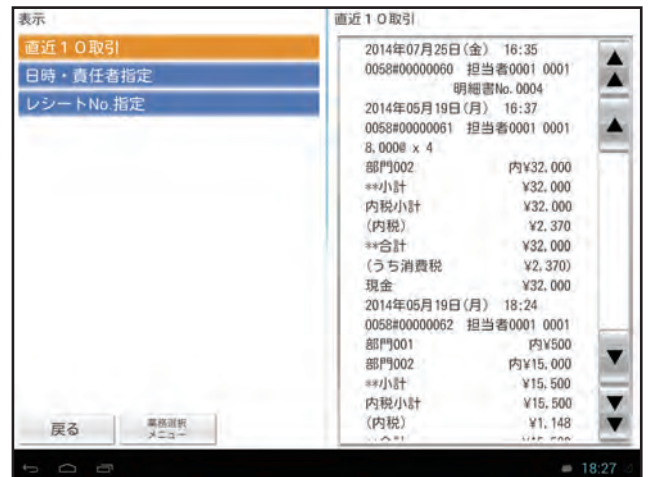 表示
直近１０取引
日時・責任者指定
レシートNo.指定
戻る
業務選択
メニュー
直近１０取引
2014年07月25日(金) 16:35
0058#00000060 担当者0001 0001
明細書No.0004
2014年05月19日(月) 16:37
0058#00000061 担当者0001 0001
8,000@ x 4
部門002 内¥32,000
**小計 ¥32,000
内税小計 ¥32,000
(内税) ¥2,370
**合計 ¥32,000
(うち消費税 ¥2,370)
現金 ¥32,000
2014年05月19日(月) 18:24
0058#00000062 担当者0001 0001
部門001 内¥500
部門002 内¥15,000
**小計 ¥15,500
内税小計 ¥15,500
(内税) ¥1,148
18:27